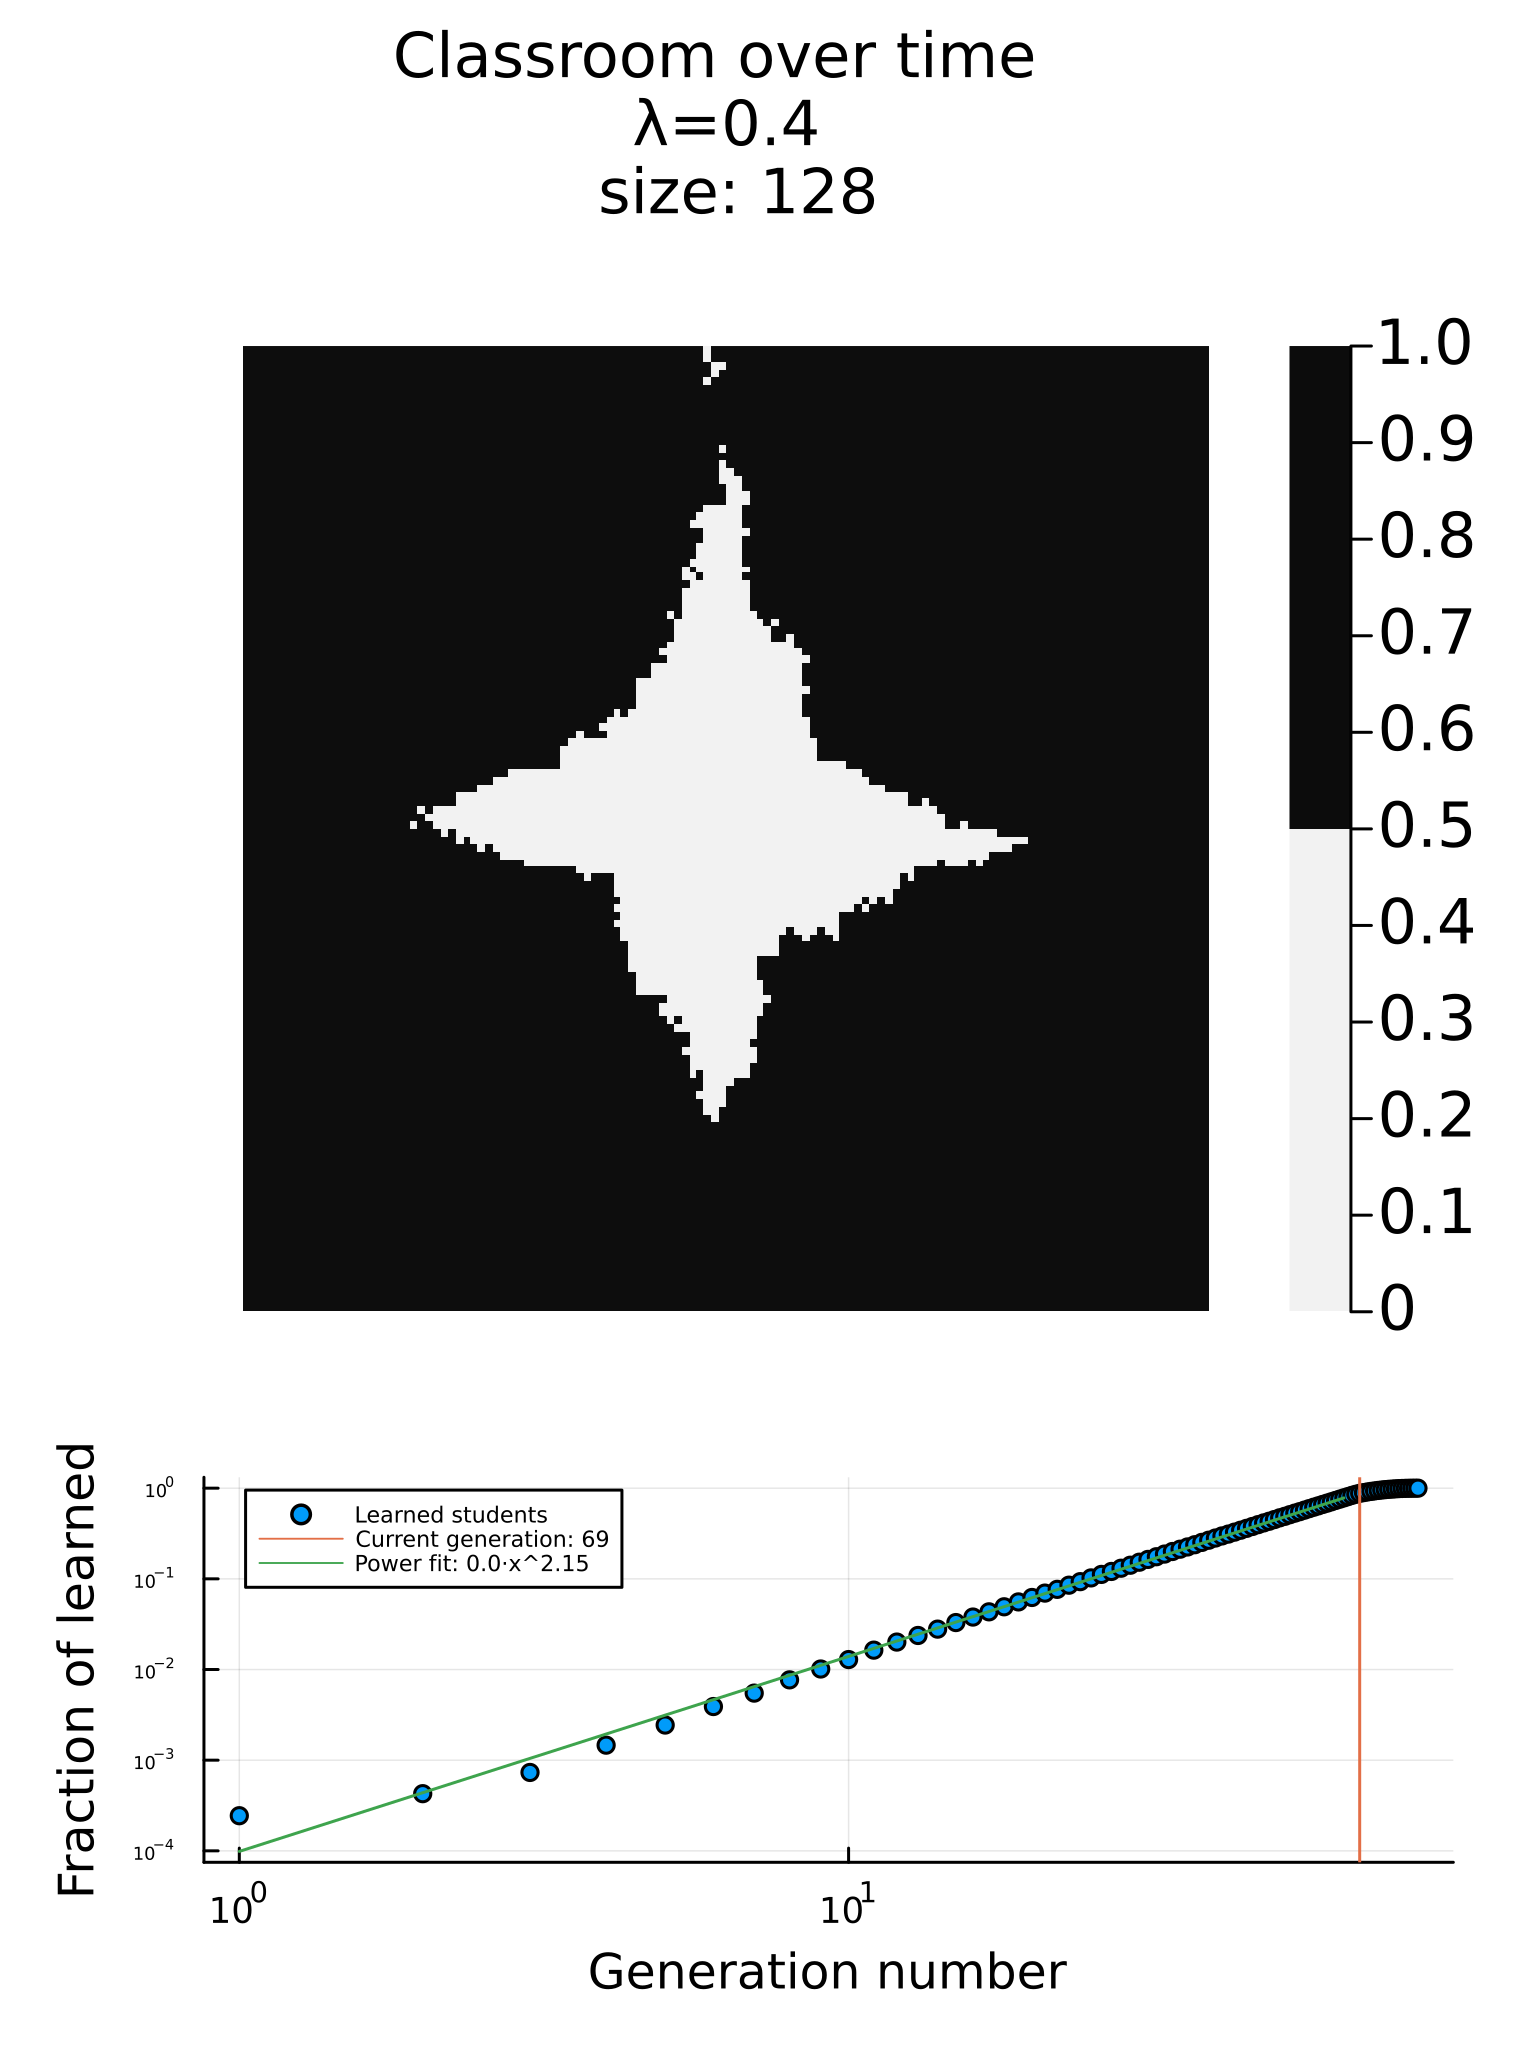 Classroom over time
λ=0.4
size: 128
1.0
0.9
0.8
0.7
0.6
0.5
0.4
0.3
0.2
0.1
0
Fraction of learned
10^0
10^−1
10^−2
10^−3
10^−4
Learned students
Current generation: 69
Power fit: 0.0·x^2.15
10^0
10^1
Generation number